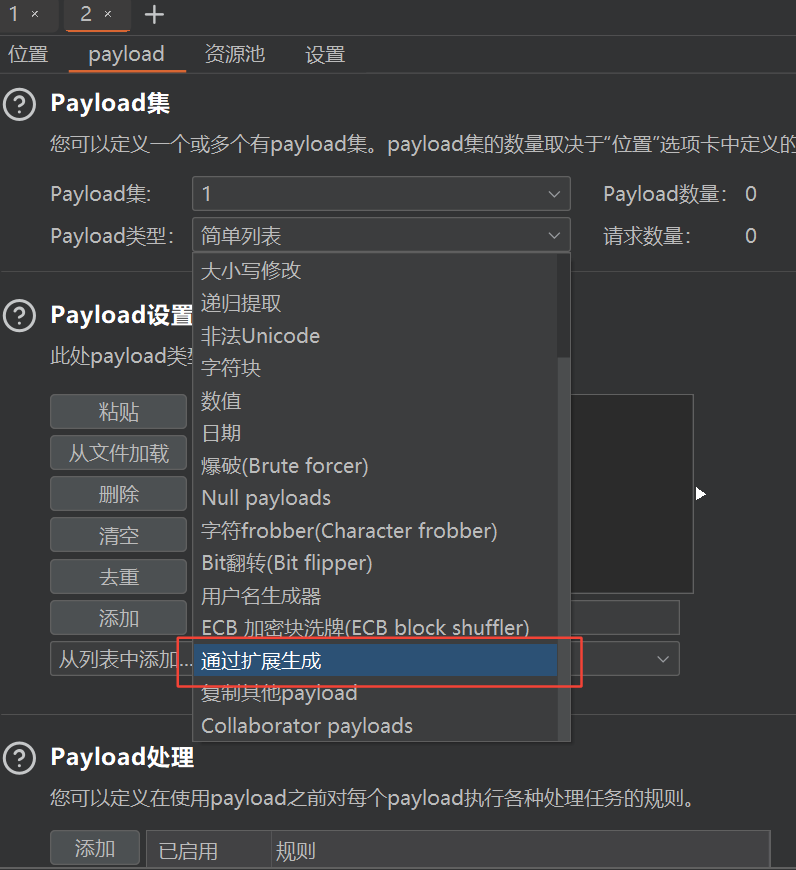 1 × 2 × +
位置 payload 资源池 设置
Payload集
您可以定义一个或多个有payload集。payload集的数量取决于“位置”选项卡中定义的
Payload集: 1 Payload数量: 0
Payload类型: 简单列表 请求数量: 0
大小写修改
递归提取
Payload设置
非法Unicode
此处payload类型
字符块
数值
粘贴
日期
从文件加载
爆破(Brute forcer)
删除
Null payloads
清空
字符frobber(Character frobber)
Bit翻转(Bit flipper)
去重
用户名生成器
添加
ECB 加密块洗牌(ECB block shuffler)
从列表中添加...
通过扩展生成
复制其他payload
Collaborator payloads
Payload处理
您可以定义在使用payload之前对每个payload执行各种处理任务的规则。
添加 已启用 规则